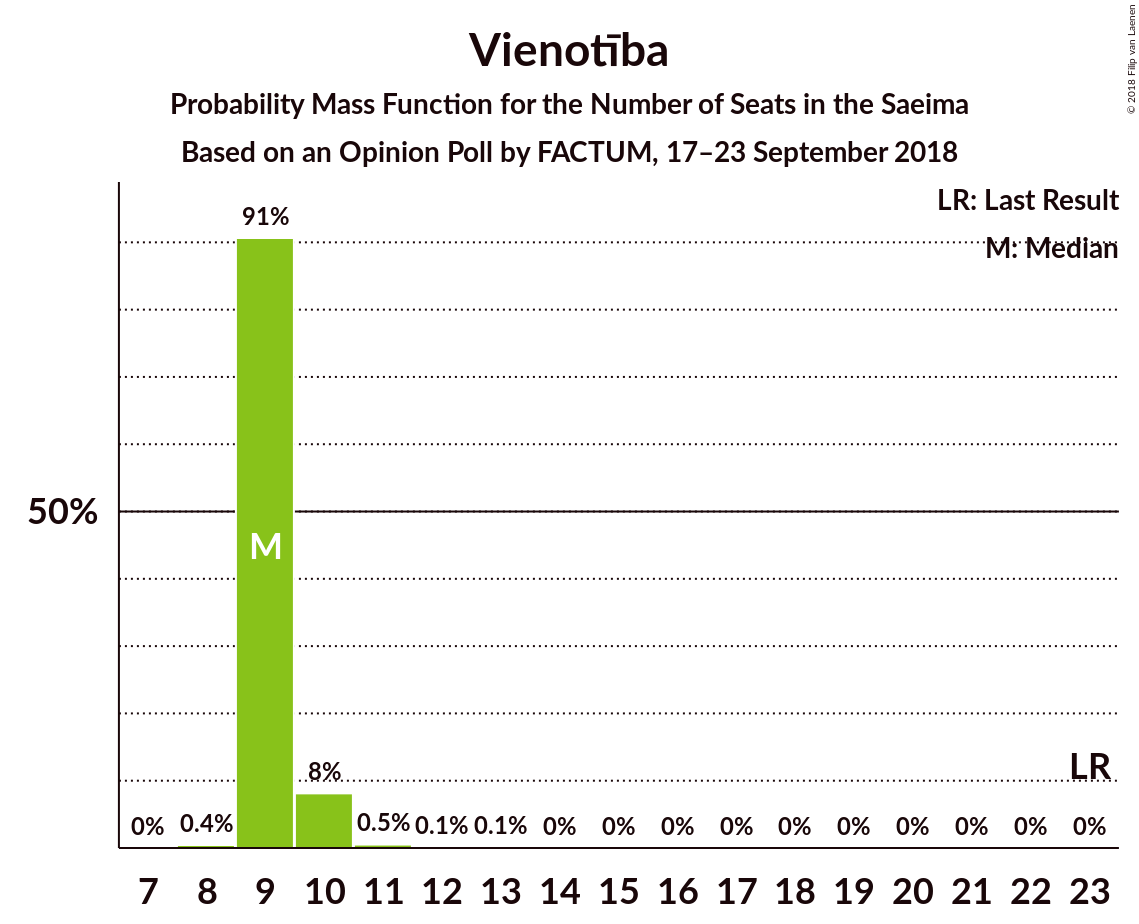 Vienotība
Probability Mass Function for the Number of Seats in the Saeima
Based on an Opinion Poll by FACTUM, 17–23 September 2018
© 2018 Filip van Laenen
LR: Last Result
M: Median
91%
50%
M
8%
LR
0% 0.4% 0.5% 0.1% 0.1% 0% 0% 0% 0% 0% 0% 0% 0% 0% 0%
7 8 9 10 11 12 13 14 15 16 17 18 19 20 21 22 23